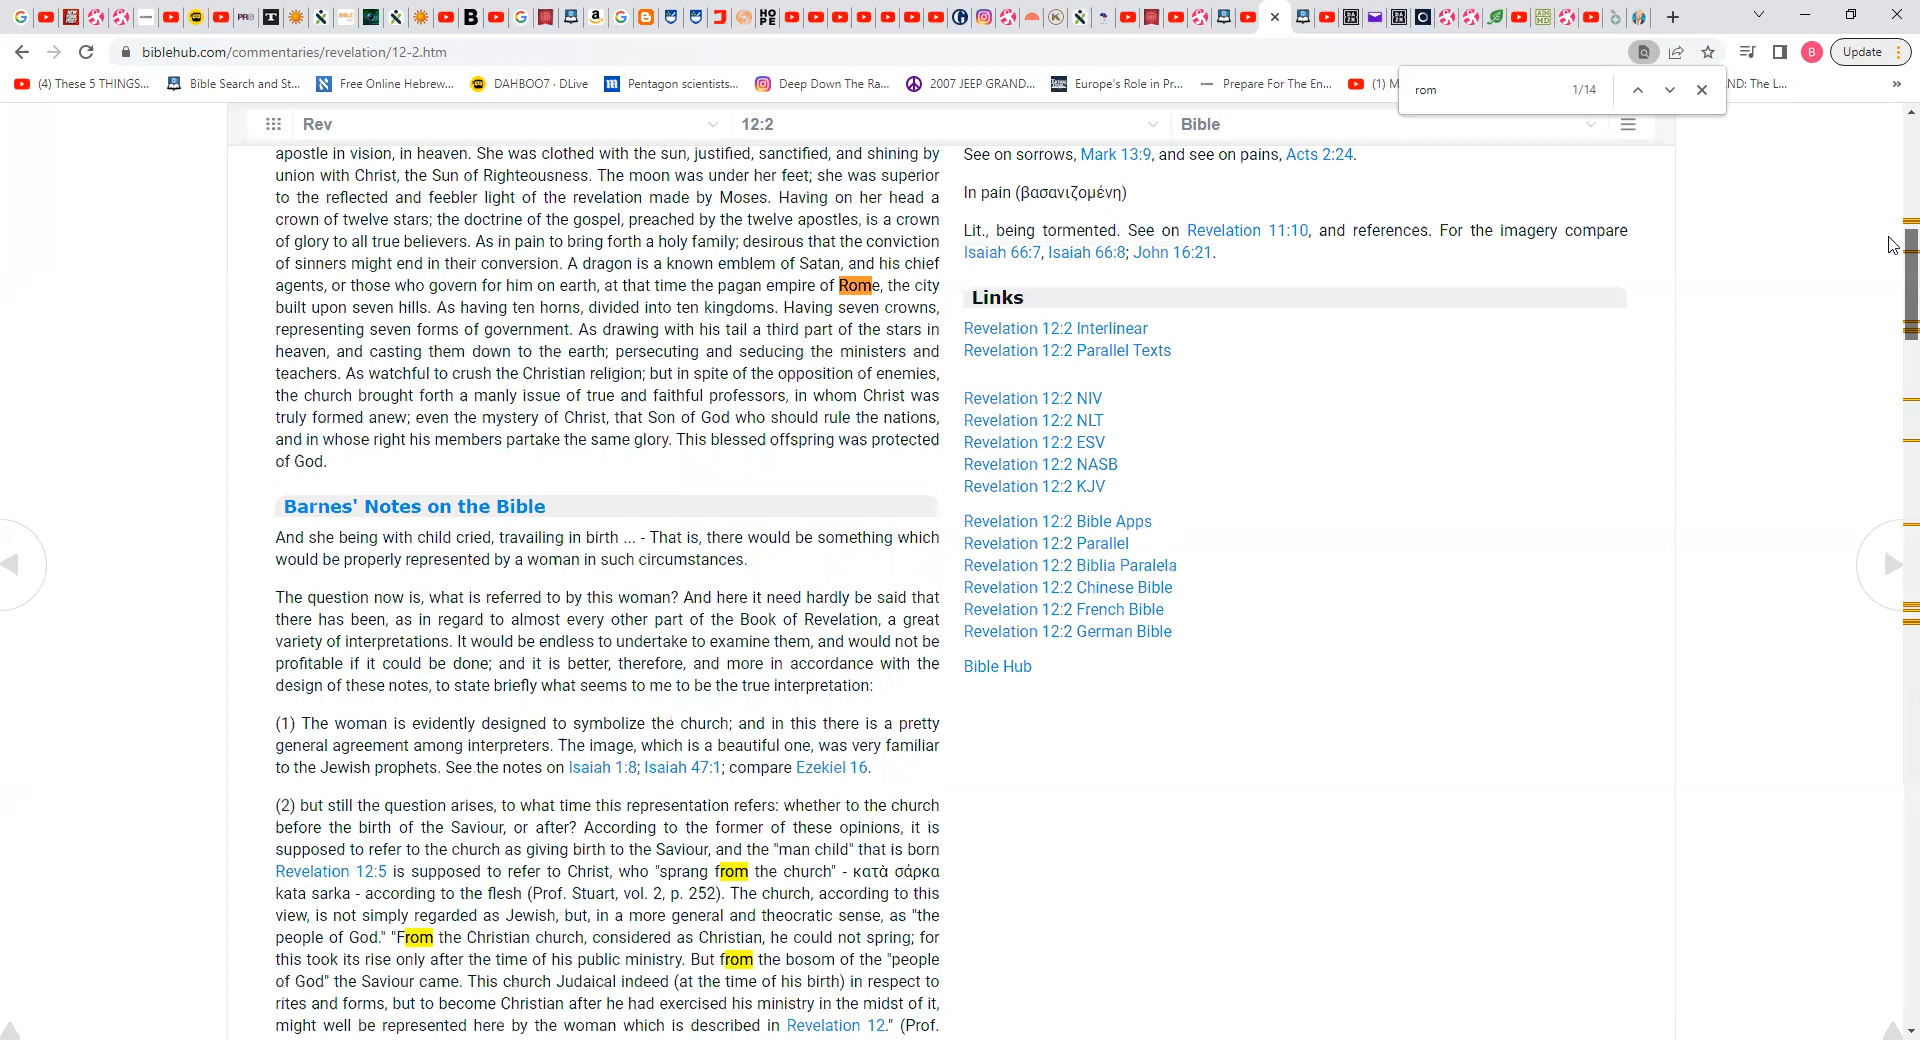 biblehub.com/commentaries/revelation/12-2.htm
Update
(4) These 5 THINGS...
Bible Search and St...
Free Online Hebrew...
DAHBOO7 - DLive
Pentagon scientists...
Deep Down The Ra...
2007 JEEP GRAND...
Europe's Role in Pr...
Prepare For The En...
(1) M
ND: The L...
rom
1/14
Rev
12:2
Bible
apostle in vision, in heaven. She was clothed with the sun, justified, sanctified, and shining by
union with Christ, the Sun of Righteousness. The moon was under her feet; she was superior
to the reflected and feebler light of the revelation made by Moses. Having on her head a
crown of twelve stars; the doctrine of the gospel, preached by the twelve apostles, is a crown
of glory to all true believers. As in pain to bring forth a holy family; desirous that the conviction
of sinners might end in their conversion. A dragon is a known emblem of Satan, and his chief
agents, or those who govern for him on earth, at that time the pagan empire of Rome, the city
built upon seven hills. As having ten horns, divided into ten kingdoms. Having seven crowns,
representing seven forms of government. As drawing with his tail a third part of the stars in
heaven, and casting them down to the earth; persecuting and seducing the ministers and
teachers. As watchful to crush the Christian religion; but in spite of the opposition of enemies,
the church brought forth a manly issue of true and faithful professors, in whom Christ was
truly formed anew; even the mystery of Christ, that Son of God who should rule the nations,
and in whose right his members partake the same glory. This blessed offspring was protected
of God.
Barnes' Notes on the Bible
And she being with child cried, travailing in birth ... - That is, there would be something which
would be properly represented by a woman in such circumstances.
The question now is, what is referred to by this woman? And here it need hardly be said that
there has been, as in regard to almost every other part of the Book of Revelation, a great
variety of interpretations. It would be endless to undertake to examine them, and would not be
profitable if it could be done; and it is better, therefore, and more in accordance with the
design of these notes, to state briefly what seems to me to be the true interpretation:
(1) The woman is evidently designed to symbolize the church; and in this there is a pretty
general agreement among interpreters. The image, which is a beautiful one, was very familiar
to the Jewish prophets. See the notes on Isaiah 1:8; Isaiah 47:1; compare Ezekiel 16.
(2) but still the question arises, to what time this representation refers: whether to the church
before the birth of the Saviour, or after? According to the former of these opinions, it is
supposed to refer to the church as giving birth to the Saviour, and the "man child" that is born
Revelation 12:5 is supposed to refer to Christ, who "sprang from the church" - κατὰ σάρκα
kata sarka - according to the flesh (Prof. Stuart, vol. 2, p. 252). The church, according to this
view, is not simply regarded as Jewish, but, in a more general and theocratic sense, as "the
people of God." "From the Christian church, considered as Christian, he could not spring; for
this took its rise only after the time of his public ministry. But from the bosom of the "people
of God" the Saviour came. This church Judaical indeed (at the time of his birth) in respect to
rites and forms, but to become Christian after he had exercised his ministry in the midst of it,
might well be represented here by the woman which is described in Revelation 12." (Prof.
See on sorrows, Mark 13:9, and see on pains, Acts 2:24.
In pain (βασανιζομένη)
Lit., being tormented. See on Revelation 11:10, and references. For the imagery compare
Isaiah 66:7, Isaiah 66:8; John 16:21.
Links
Revelation 12:2 Interlinear
Revelation 12:2 Parallel Texts
Revelation 12:2 NIV
Revelation 12:2 NLT
Revelation 12:2 ESV
Revelation 12:2 NASB
Revelation 12:2 KJV
Revelation 12:2 Bible Apps
Revelation 12:2 Parallel
Revelation 12:2 Biblia Paralela
Revelation 12:2 Chinese Bible
Revelation 12:2 French Bible
Revelation 12:2 German Bible
Bible Hub